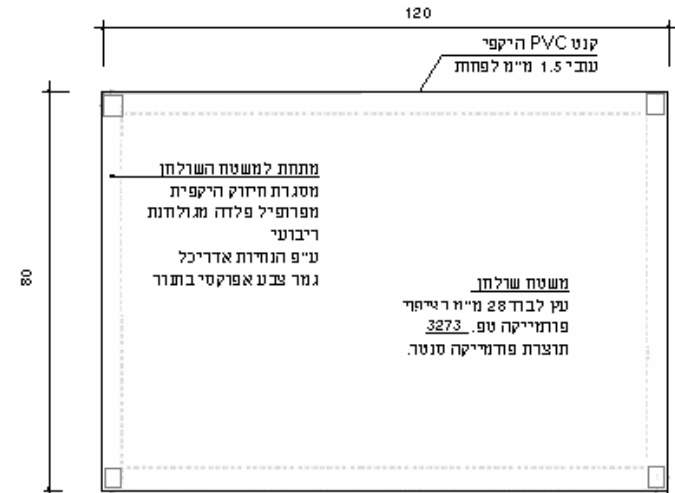 120
קנט PVC היקפי
עובי 1.5 מ"מ לפחות
80
מתחת למשטח השולחן
מסגרת חיזוק היקפית
מפרופיל פלדה מגולוונת
ריבועי
ע"פ הנחיות אדריכל
גמר צבע אפוקסי בתנור
משטח שולחן
עץ לבוד 28 מ"מ בציפוי
פורמייקה טפ. 3273
תוצרת פורמייקה סנטר.